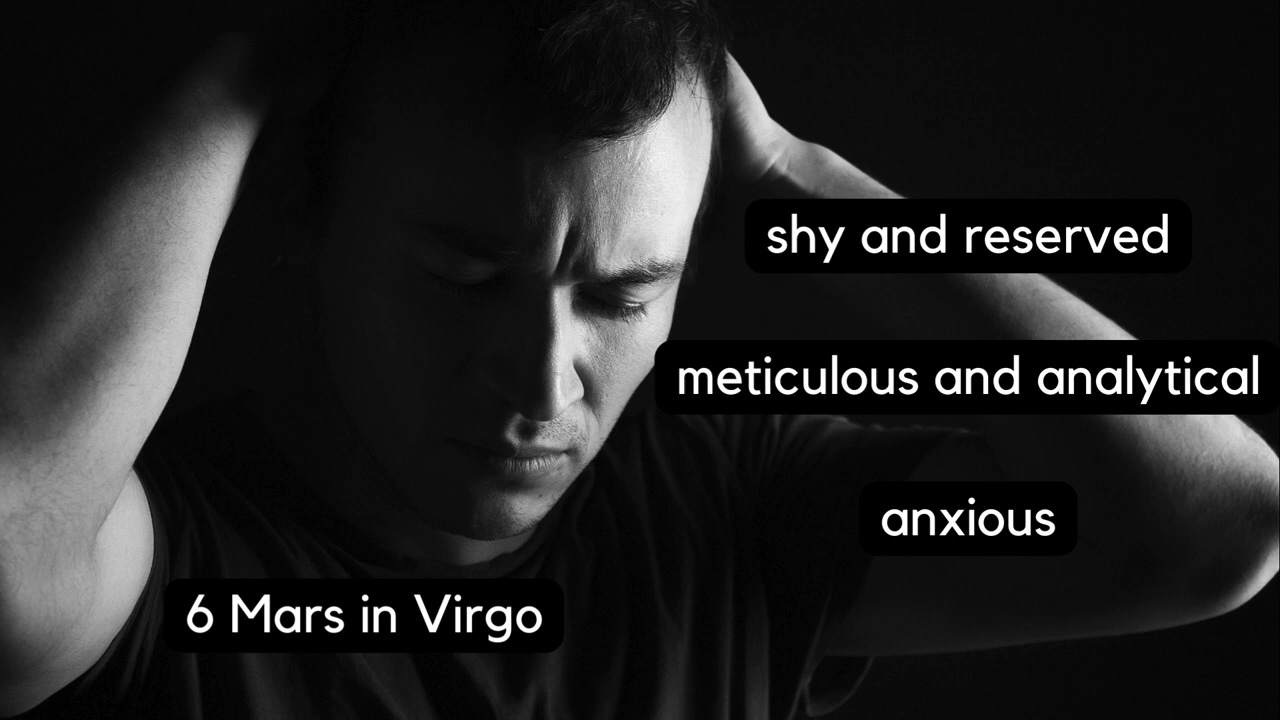 shy and reserved
meticulous and analytical
anxious
6 Mars in Virgo